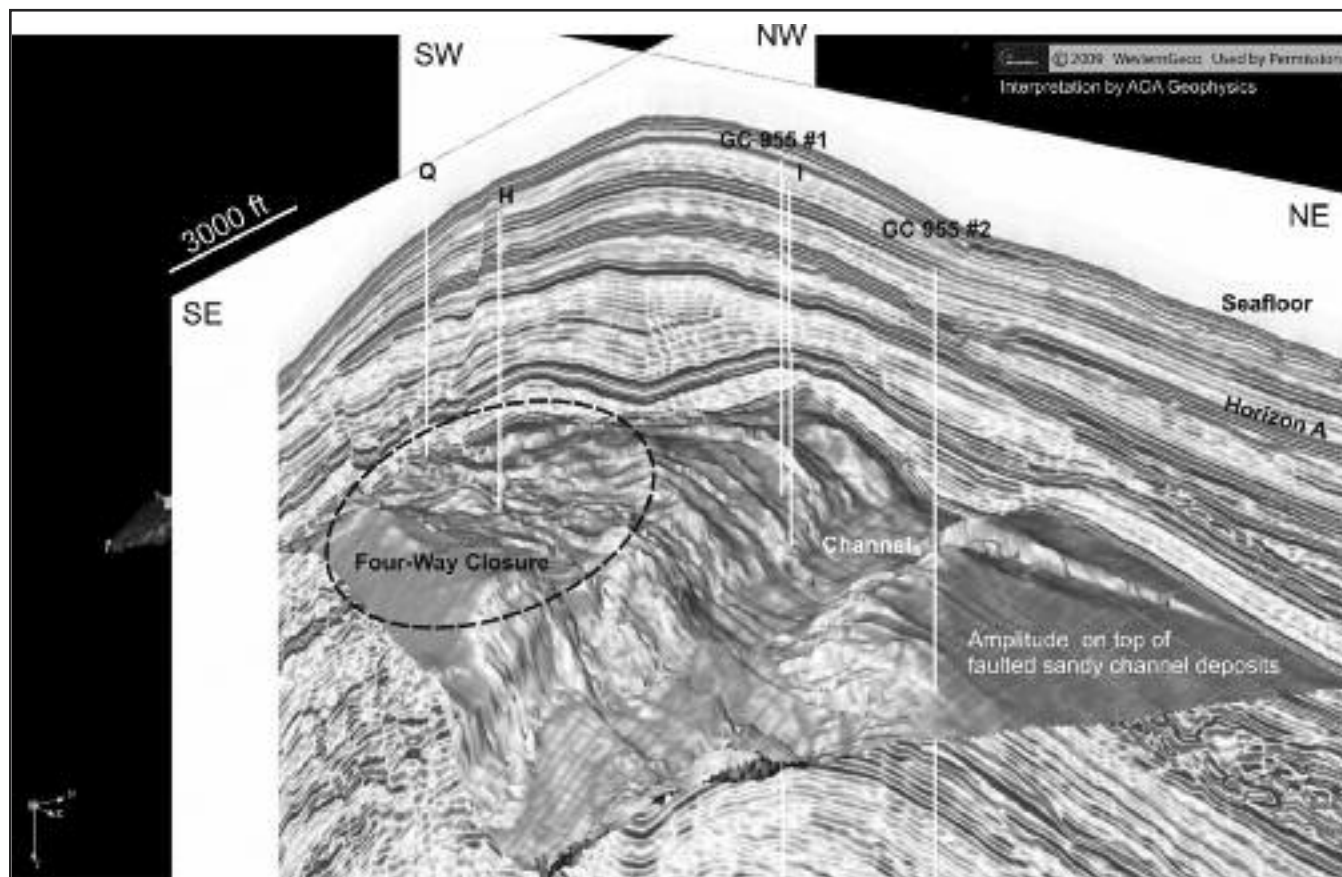 SW
NW
© 2009 WesternGeco Used by Permission
Interpretation by AOA Geophysics
GC 955 #1
Q
I
H
3000 ft
GC 955 #2
NE
SE
Seafloor
Horizon A
Channel
Four-Way Closure
Amplitude on top of
faulted sandy channel deposits